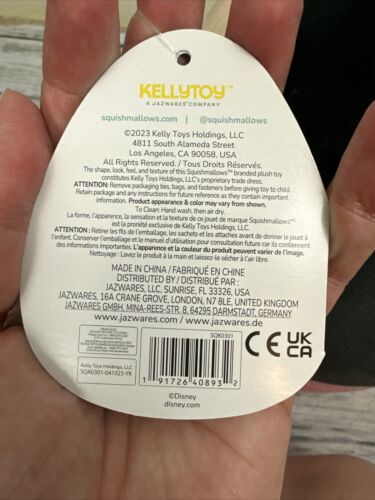 KELLYTOY™
A JAZWARES® COMPANY
squishmallows.com | @squishmallows
©2023 Kelly Toys Holdings, LLC
4811 South Alameda Street
Los Angeles, CA 90058, USA
All Rights Reserved. / Tous Droits Réservés.
The shape, look, feel, and texture of this Squishmallows™ branded plush toy
constitutes Kelly Toys Holdings, LLC's proprietary trade dress.
ATTENTION: Remove packaging ties, bags, and fasteners before giving toy to child.
Retain package and any instructions for future reference as they contain important
information. Product appearance & color may vary from shown.
To Clean: Hand wash, then air dry.
La forme, l'apparence, la sensation et la texture de ce jouet de marque Squishmallows
est la propriété exclusive de Kelly Toys Holdings, LLC.
ATTENTION : Retirer les fils de l'emballage, les sachets et les attaches avant de donner le jouet à
l'enfant. Conserver l'emballage et le manuel d'utilisation pour consultation future car ils contiennent
des informations importantes. L'apparence et la couleur du produit peuvent varier de l'image.
Nettoyage : Lavez le produit à la main et laissez-le sécher à l'air libre.
MADE IN CHINA / FABRIQUÉ EN CHINE
DISTRIBUTED BY / DISTRIBUÉ PAR :
JAZWARES, LLC, SUNRISE, FL 33326, USA
JAZWARES, 16A CRANE GROVE, LONDON, N7 8LE, UNITED KINGDOM
JAZWARES GMBH, MINA-REES-STR. 8, 64295 DARMSTADT, GERMANY
www.jazwares.com / www.jazwares.de
SQK0301
CE UK
CA
Kelly Toy Holdings, LLC
SQK0301-041023-YK
1 91726 40893 2
©Disney
disney.com